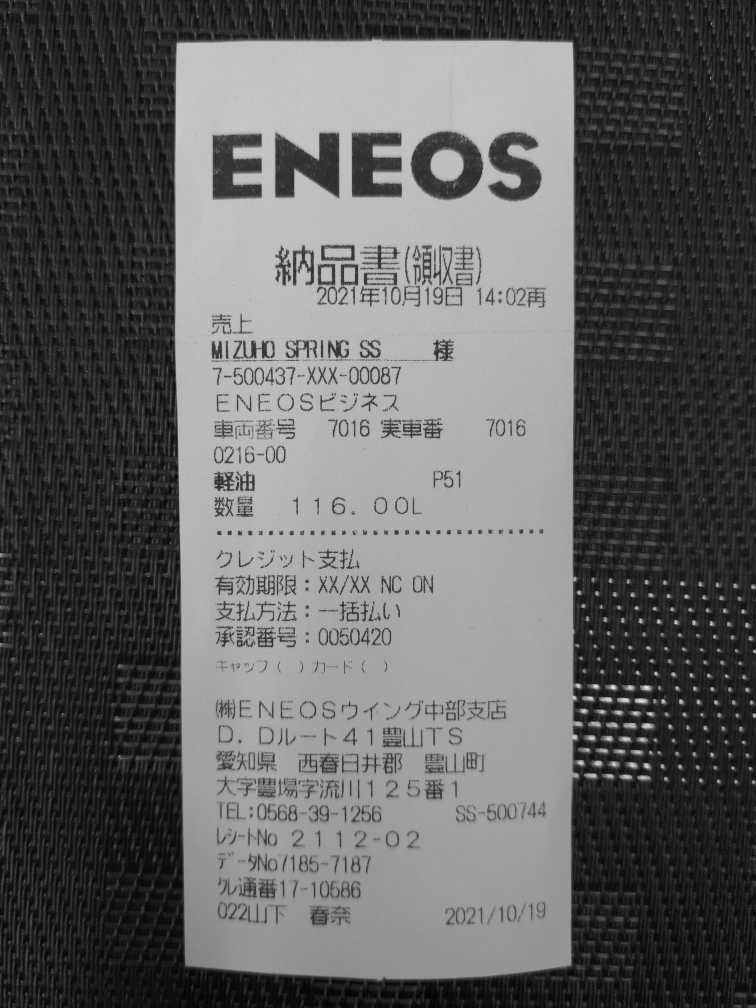 ENEOS
納品書(領収書)
2021年10月19日 14:02再
売上
MIZUHO SPRING SS 様
7-500437-XXX-00087
ENEOSビジネス
車両番号 7016 実車番 7016
0216-00
軽油 P51
数量 116.00L
クレジット支払
有効期限:XX/XX NC ON
支払方法:一括払い
承認番号:0050420
キャップ( ) カード( )
㈱ENEOSウイング中部支店
D.Dルート41豊山TS
愛知県 西春日井郡 豊山町
大字豊場字流川125番1
TEL:0568-39-1256 SS-500744
レシートNo 2112-02
データNo7185-7187
クレ通番17-10586
022山下 春奈 2021/10/19